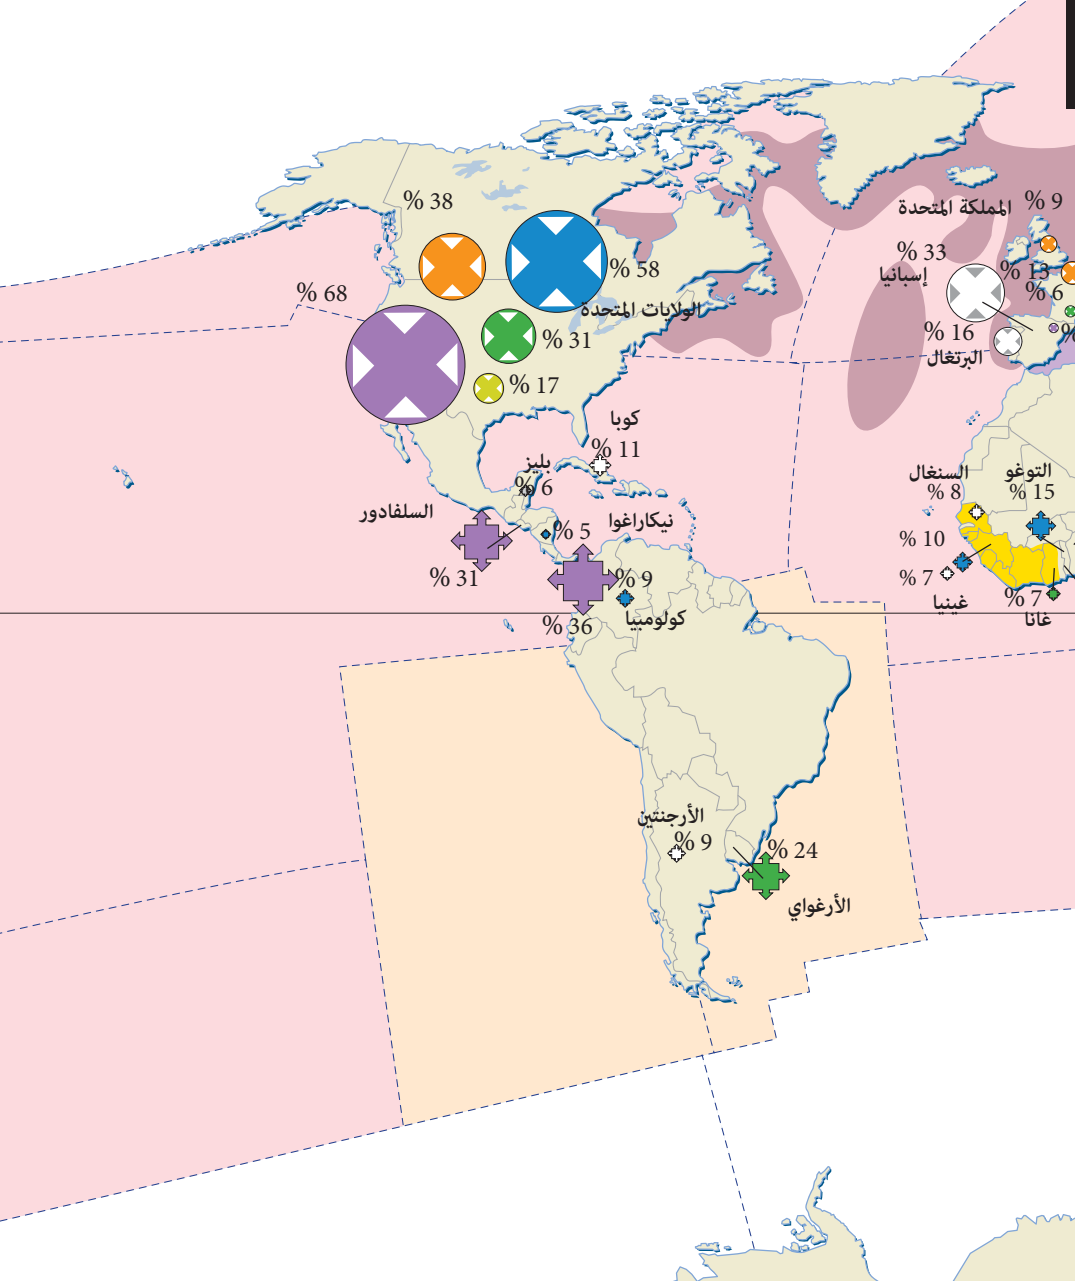 % 38
% 9
المملكة المتحدة
% 33
% 58
% 13
إسبانيا
% 68
% 6
الولايات المتحدة
% 16
% 31
البرتغال
% 17
كوبا
% 11
بليز
% 6
السنغال
التوغو
% 8
% 15
السلفادور
نيكاراغوا
% 5
% 10
% 31
% 9
% 7
غينيا
% 7
كولومبيا
غانا
% 36
الأرجنتين
% 9
% 24
الأرغواي